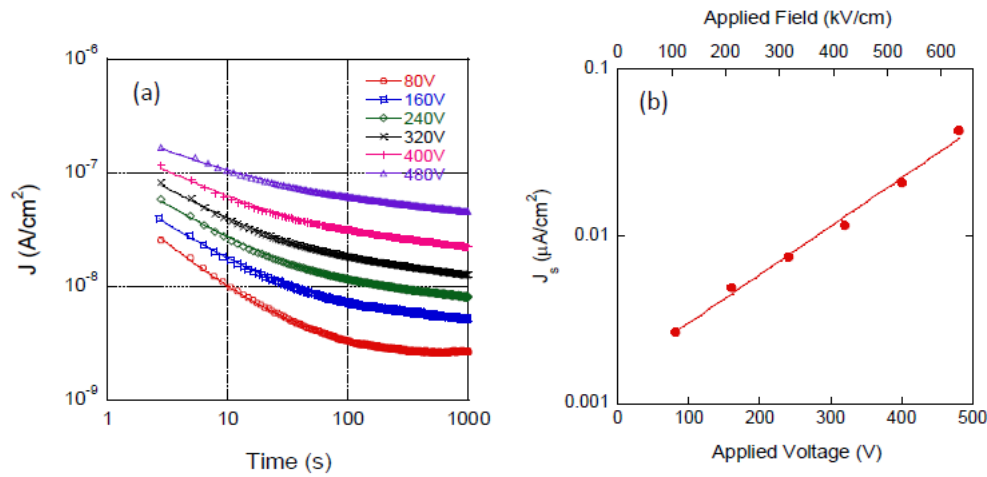 (a)
J (A/cm²)
10⁻⁶
10⁻⁷
10⁻⁸
10⁻⁹
80V
160V
240V
320V
400V
480V
1 10 100 1000
Time (s)
Applied Field (kV/cm)
0 100 200 300 400 500 600
(b)
Jₛ (µA/cm²)
0.1
0.01
0.001
0 100 200 300 400 500
Applied Voltage (V)